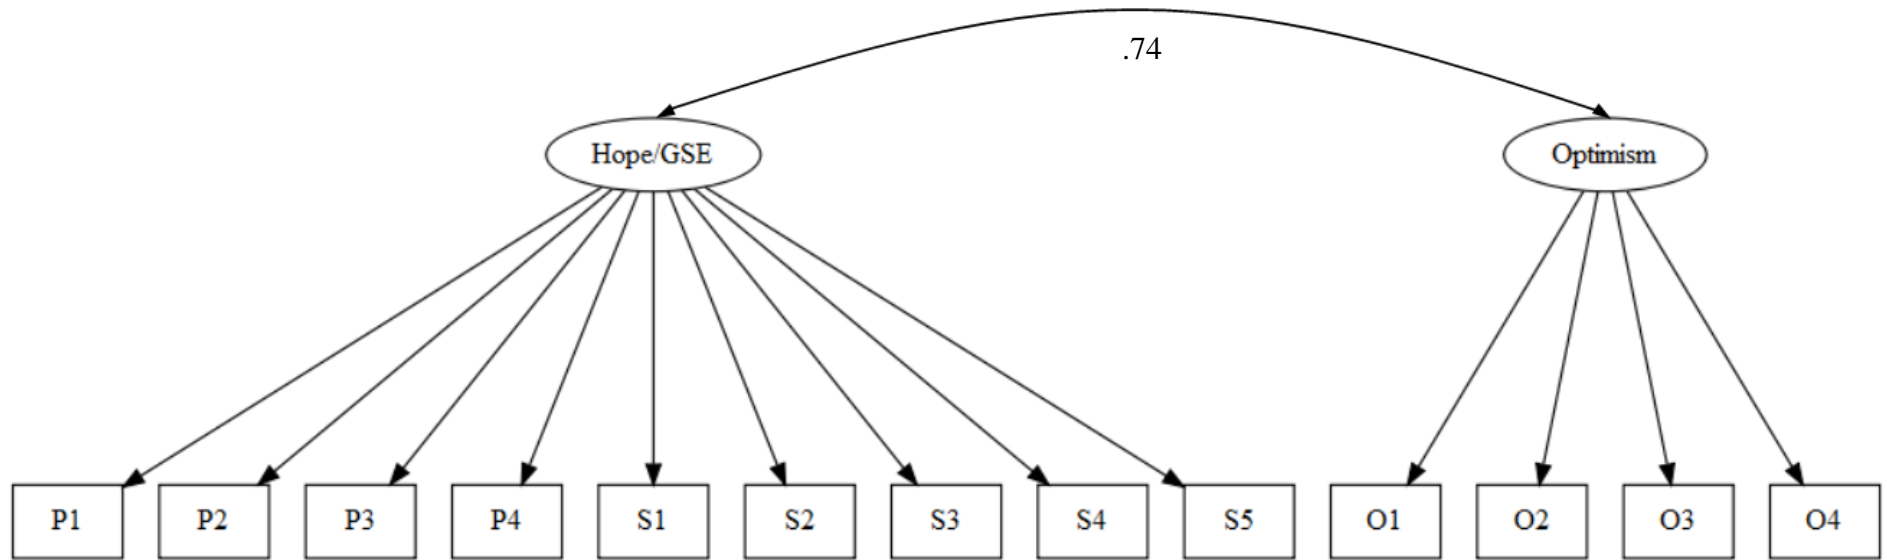 .74
Hope/GSE
Optimism
P1
P2
P3
P4
S1
S2
S3
S4
S5
O1
O2
O3
O4